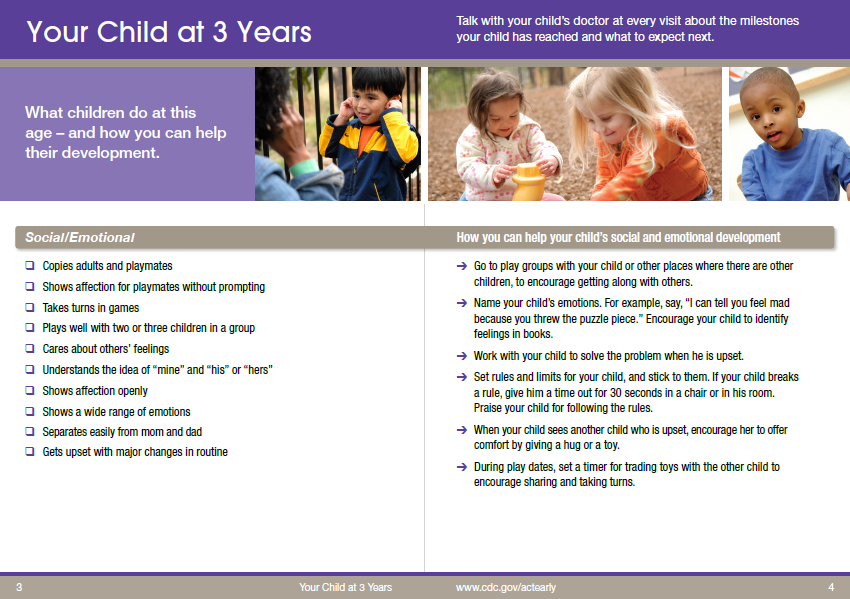 Your Child at 3 Years
Talk with your child's doctor at every visit about the milestones
your child has reached and what to expect next.
What children do at this
age – and how you can help
their development.
Social/Emotional
❑ Copies adults and playmates
❑ Shows affection for playmates without prompting
❑ Takes turns in games
❑ Plays well with two or three children in a group
❑ Cares about others' feelings
❑ Understands the idea of "mine" and "his" or "hers"
❑ Shows affection openly
❑ Shows a wide range of emotions
❑ Separates easily from mom and dad
❑ Gets upset with major changes in routine
How you can help your child's social and emotional development
→ Go to play groups with your child or other places where there are other
children, to encourage getting along with others.
→ Name your child's emotions. For example, say, "I can tell you feel mad
because you threw the puzzle piece." Encourage your child to identify
feelings in books.
→ Work with your child to solve the problem when he is upset.
→ Set rules and limits for your child, and stick to them. If your child breaks
a rule, give him a time out for 30 seconds in a chair or in his room.
Praise your child for following the rules.
→ When your child sees another child who is upset, encourage her to offer
comfort by giving a hug or a toy.
→ During play dates, set a timer for trading toys with the other child to
encourage sharing and taking turns.
3
Your Child at 3 Years
www.cdc.gov/actearly
4